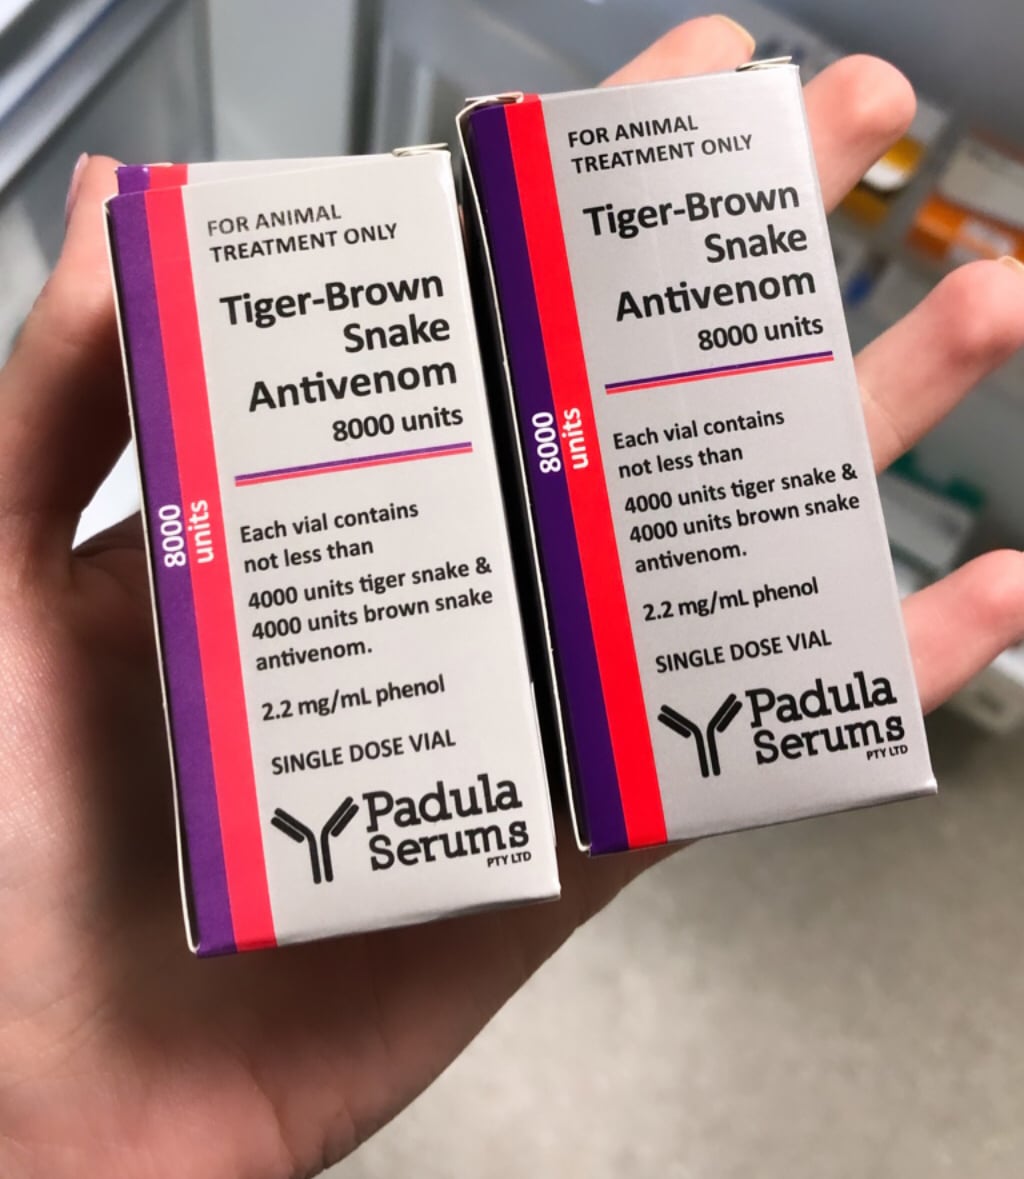 FOR ANIMAL
TREATMENT ONLY
Tiger-Brown
Snake
Antivenom
8000 units
8000
units
Each vial contains
not less than
4000 units tiger snake &
4000 units brown snake
antivenom.
2.2 mg/mL phenol
SINGLE DOSE VIAL
Padula
Serums
PTY LTD
FOR ANIMAL
TREATMENT ONLY
Tiger-Brown
Snake
Antivenom
8000 units
8000
units
Each vial contains
not less than
4000 units tiger snake &
4000 units brown snake
antivenom.
2.2 mg/mL phenol
SINGLE DOSE VIAL
Padula
Serums
PTY LTD